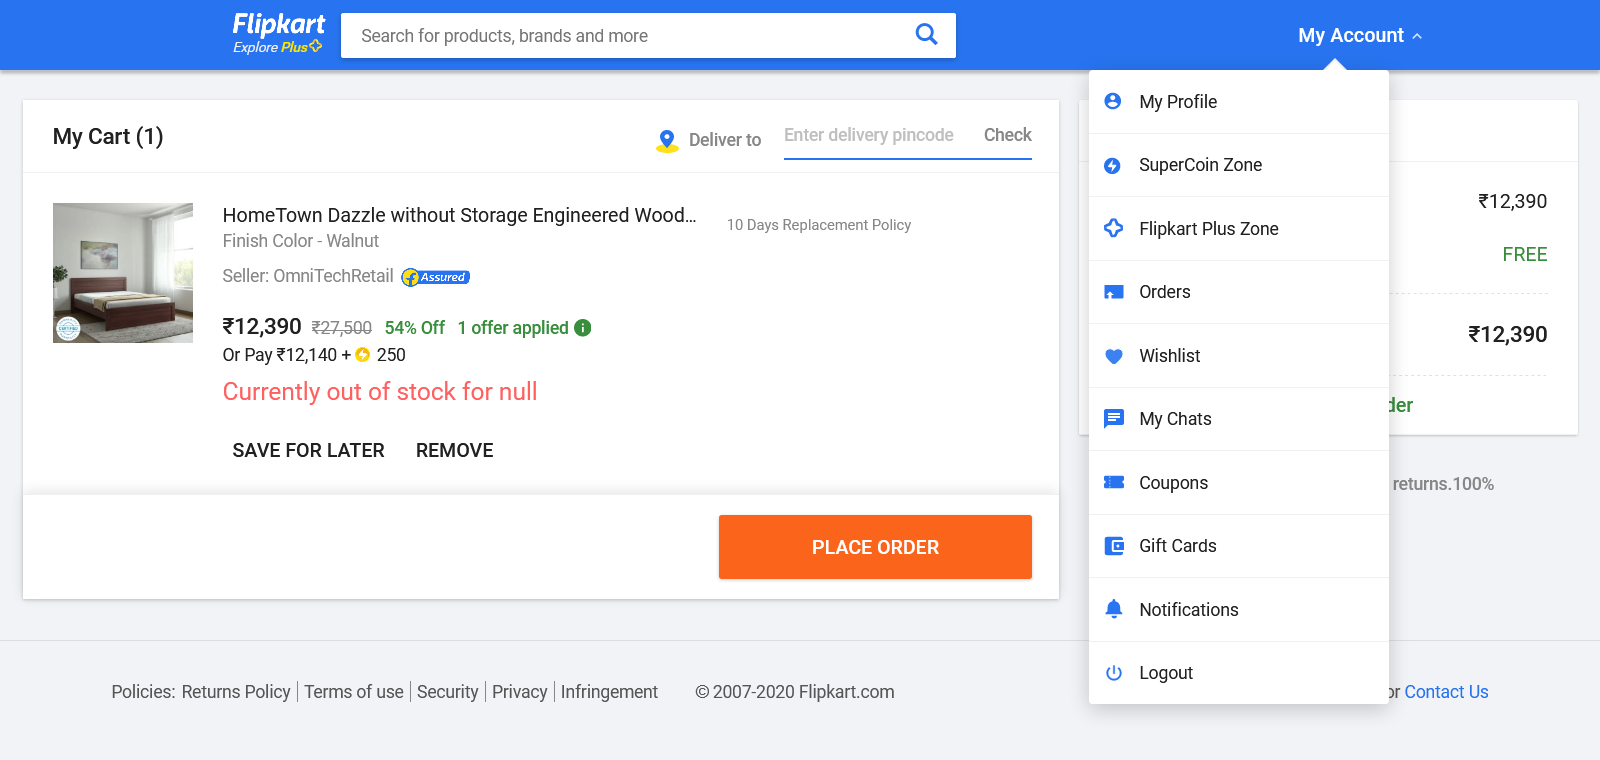 Flipkart
Explore Plus
Search for products, brands and more
My Account
My Cart (1)
Deliver to
Enter delivery pincode
Check
HomeTown Dazzle without Storage Engineered Wood...
Finish Color - Walnut
Seller: OmniTechRetail
Assured
10 Days Replacement Policy
₹12,390 ₹27,500 54% Off 1 offer applied
Or Pay ₹12,140 + 250
Currently out of stock for null
SAVE FOR LATER
REMOVE
PLACE ORDER
My Profile
SuperCoin Zone
Flipkart Plus Zone
Orders
Wishlist
My Chats
Coupons
Gift Cards
Notifications
Logout
₹12,390
FREE
₹12,390
der
returns.100%
Policies: Returns Policy | Terms of use | Security | Privacy | Infringement
© 2007-2020 Flipkart.com
or Contact Us